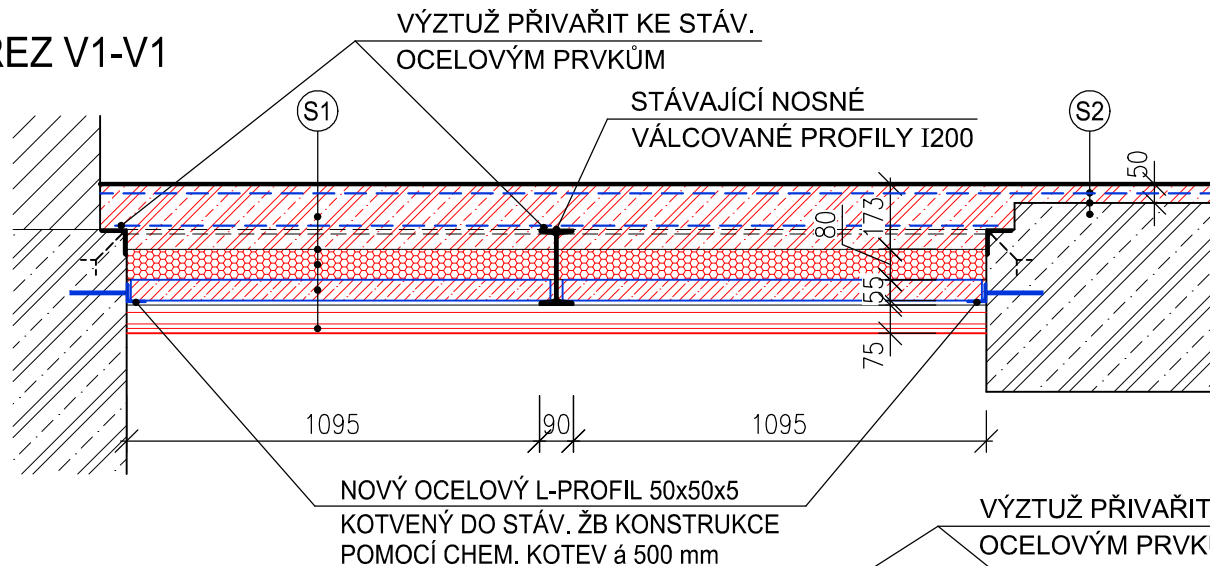 VÝZTUŽ PŘIVAŘIT KE STÁV.
OCELOVÝM PRVKŮM
ŘEZ V1-V1
STÁVAJÍCÍ NOSNÉ
VÁLCOVANÉ PROFILY I200
S1
S2
50
173
80
55
75
1095
90
1095
NOVÝ OCELOVÝ L-PROFIL 50x50x5
KOTVENÝ DO STÁV. ŽB KONSTRUKCE
POMOCÍ CHEM. KOTEV á 500 mm
VÝZTUŽ PŘIVAŘIT
OCELOVÝM PRVKŮ